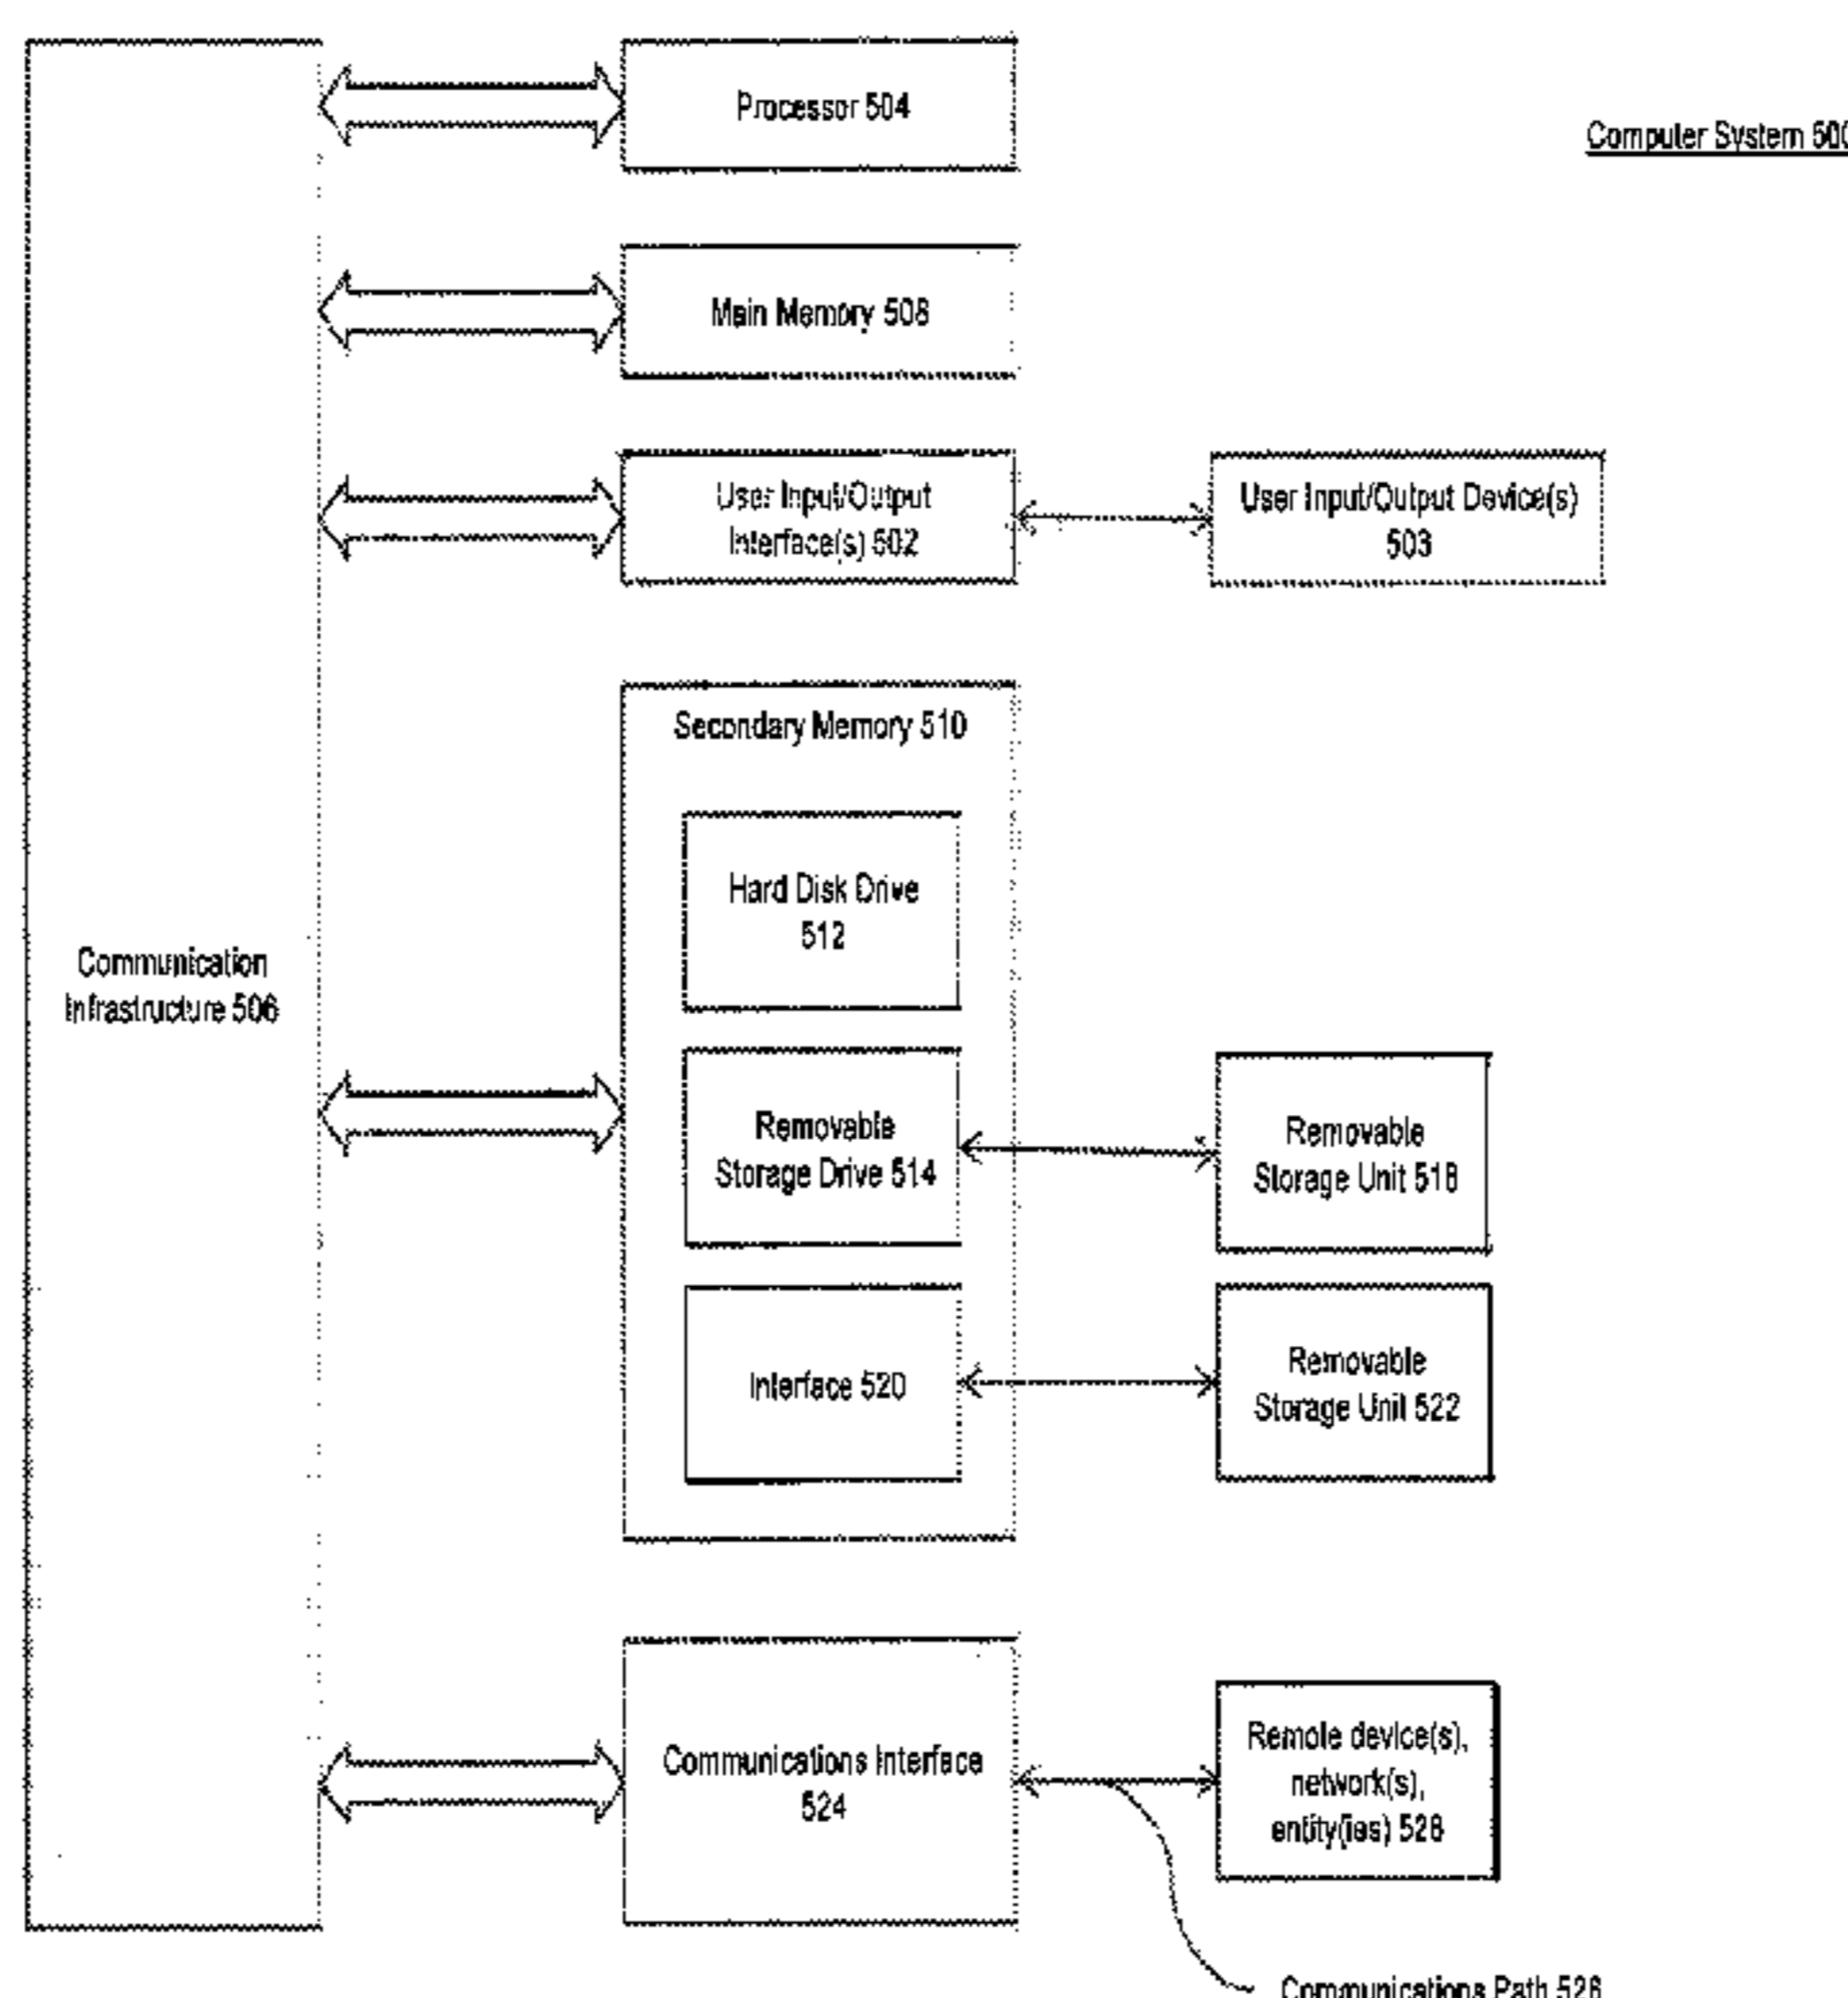 Processor 504
Computer System 500
Main Memory 508
User Input/Output
Interface(s) 502
User Input/Output Device(s)
503
Secondary Memory 510
Hard Disk Drive
512
Communication
Infrastructure 506
Removable
Storage Drive 514
Removable
Storage Unit 518
Interface 520
Removable
Storage Unit 522
Communications Interface
524
Remote device(s),
network(s),
entity(ies) 528
Communications Path 526